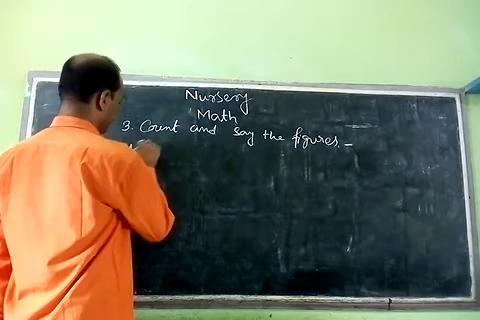 Nursery
Math
3. Count and say the figures. –